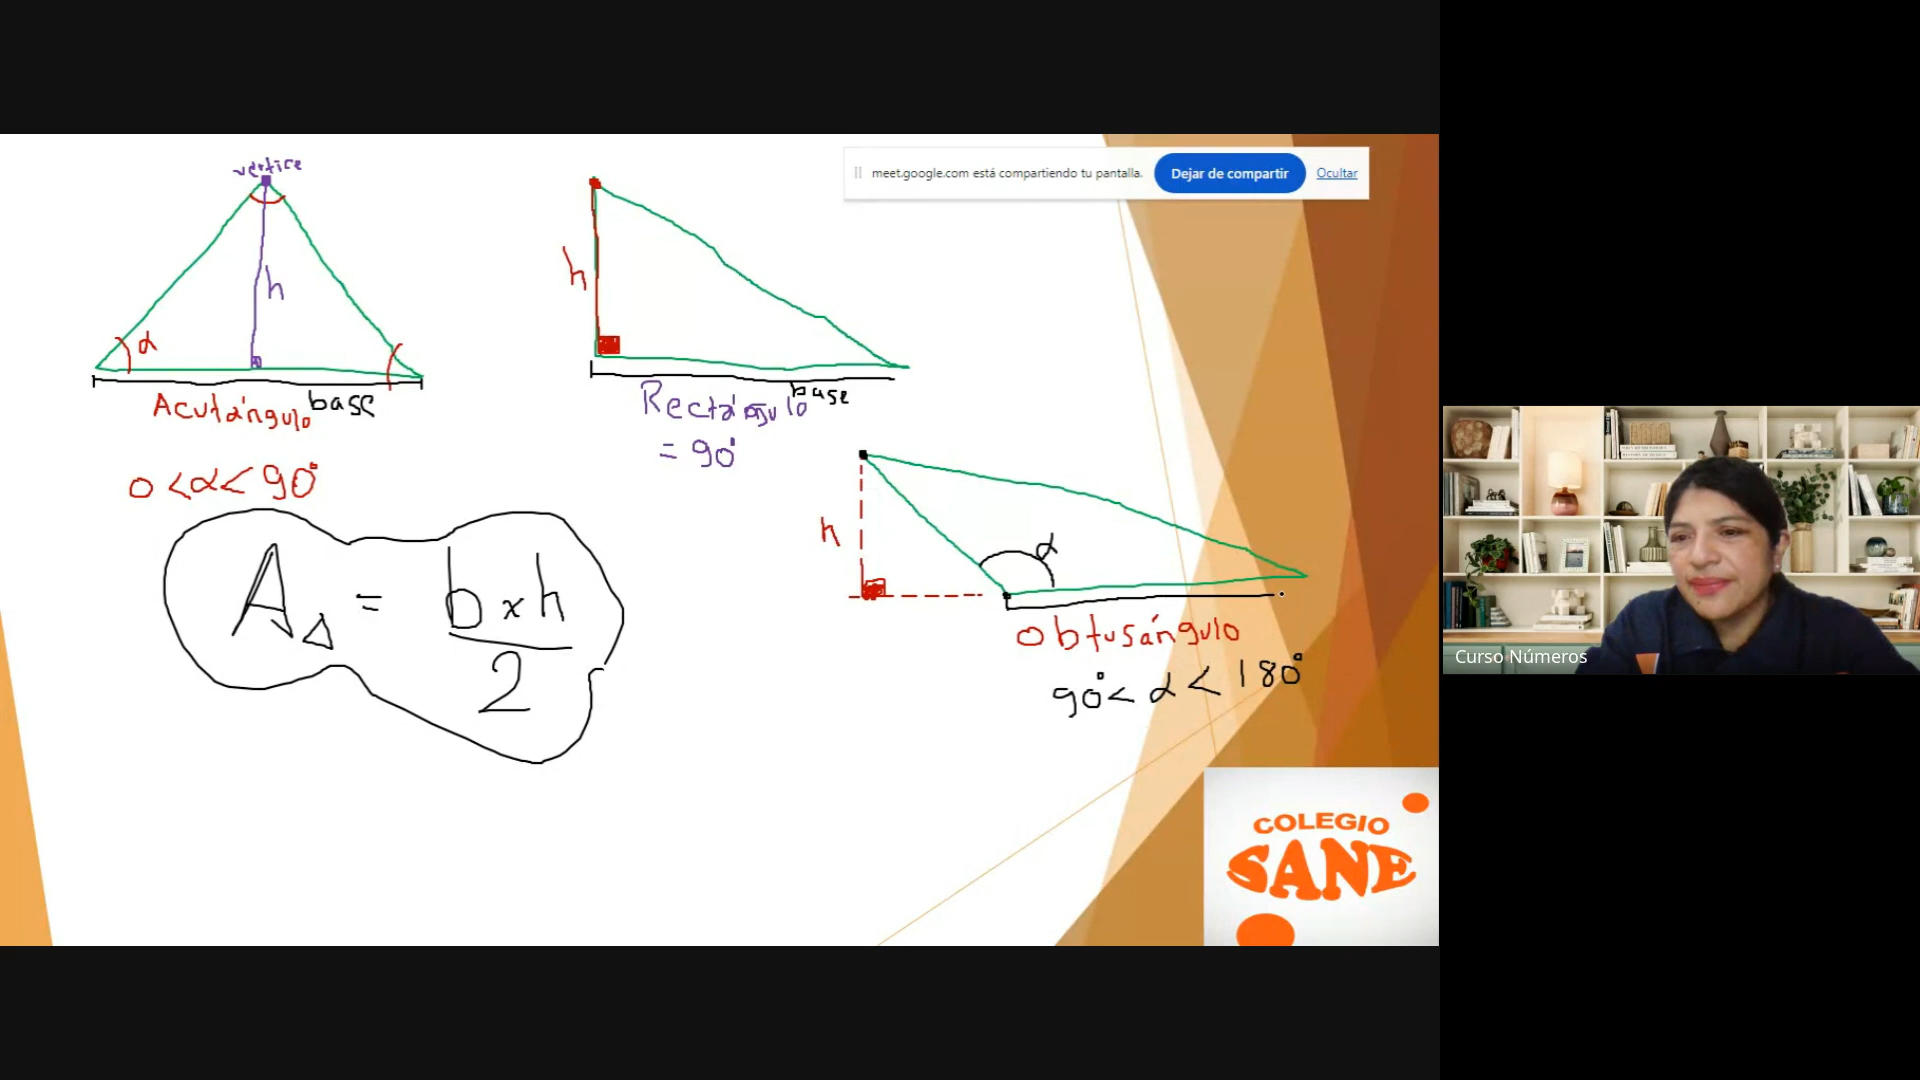 vértice
meet.google.com está compartiendo tu pantalla.
Dejar de compartir
Ocultar
h
α
base
Acutángulo
0 < α < 90°
h
base
Rectángulo
= 90°
h
α
Obtusángulo
90° < α < 180°
A△ = b x h
2
Curso Números
COLEGIO
SANE